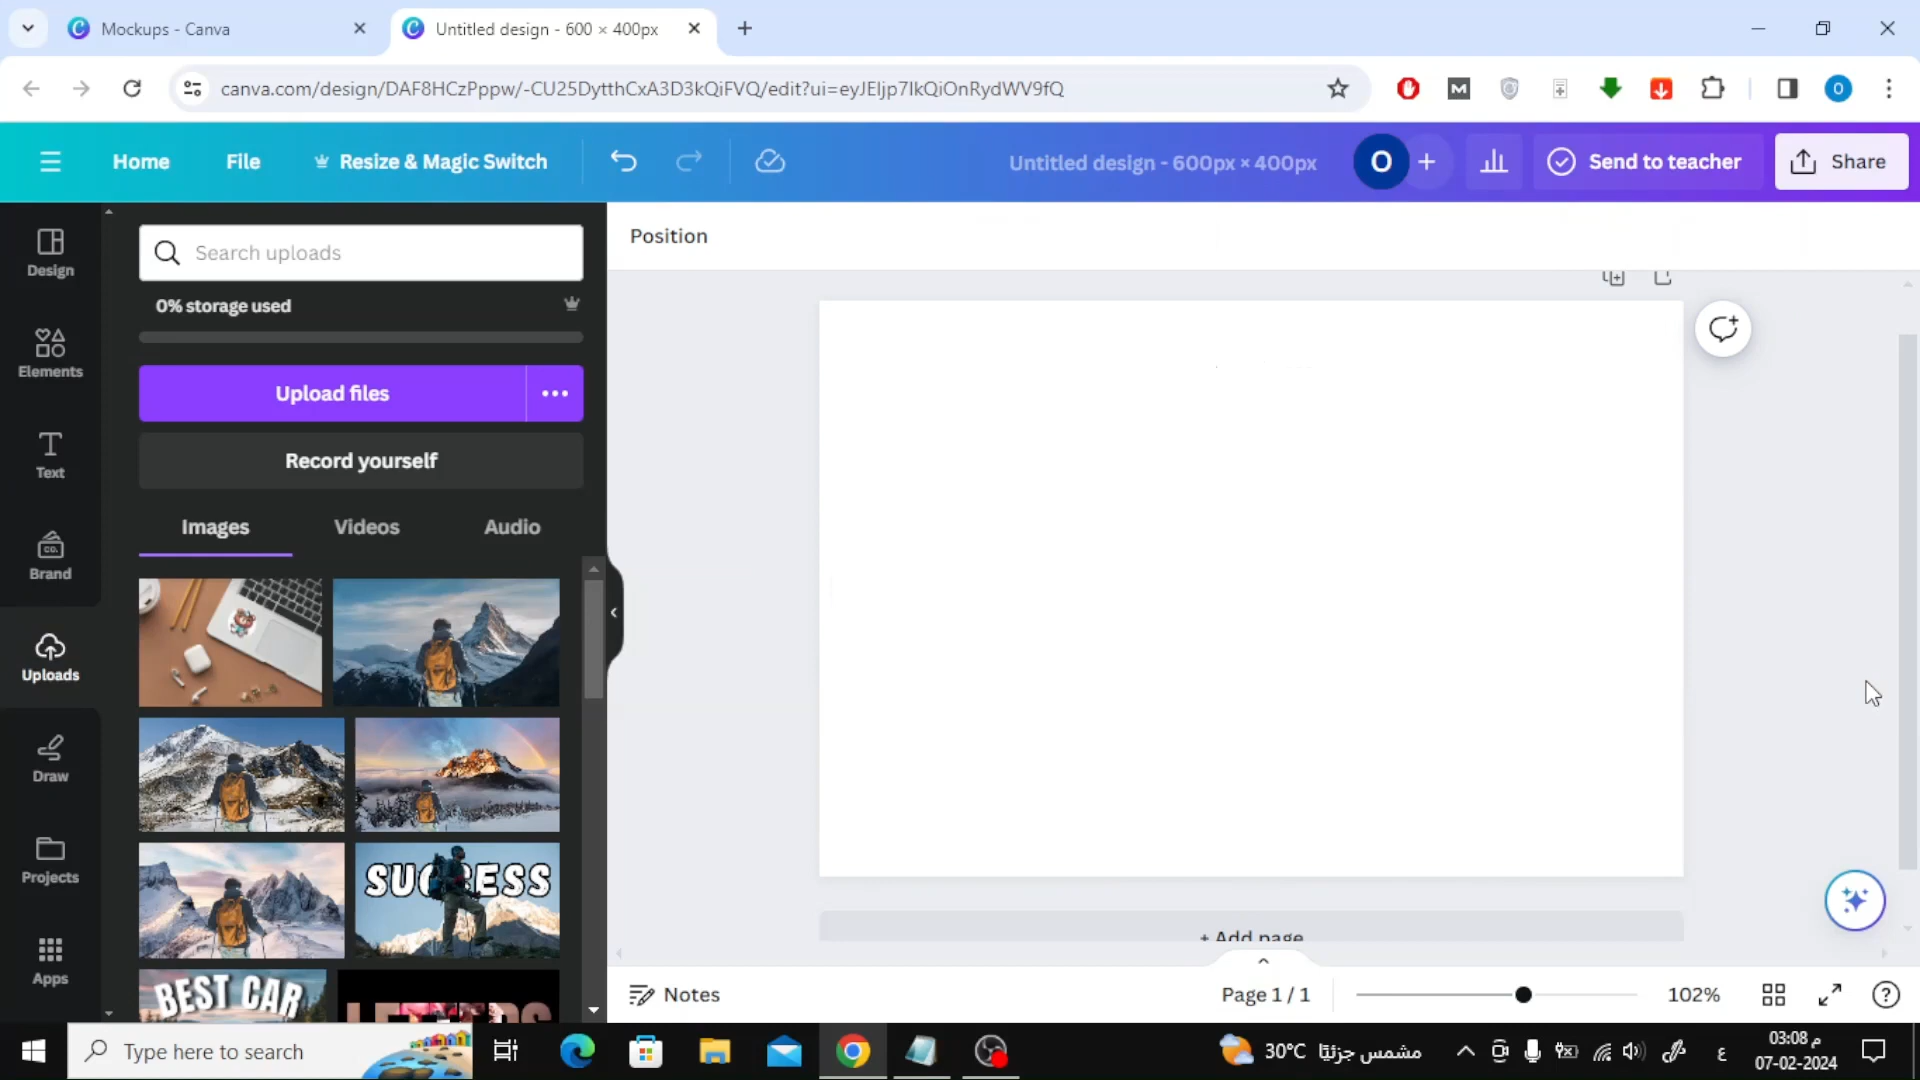 Mockups - Canva
Untitled design - 600 × 400px
canva.com/design/DAF8HCzPppw/-CU25DytthCxA3D3kQiFVQ/edit?ui=eyJEIjp7IkQiOnRydWV9fQ
Home
File
Resize & Magic Switch
Untitled design - 600px × 400px
O
Send to teacher
Share
Design
Elements
Text
Brand
Uploads
Draw
Projects
Apps
Search uploads
0% storage used
Upload files
Record yourself
Images
Videos
Audio
SUCCESS
BEST CAR
Position
+ Add page
Notes
Page 1 / 1
102%
Type here to search
30°C مشمس جزئيًا
ع
03:08 م
07-02-2024